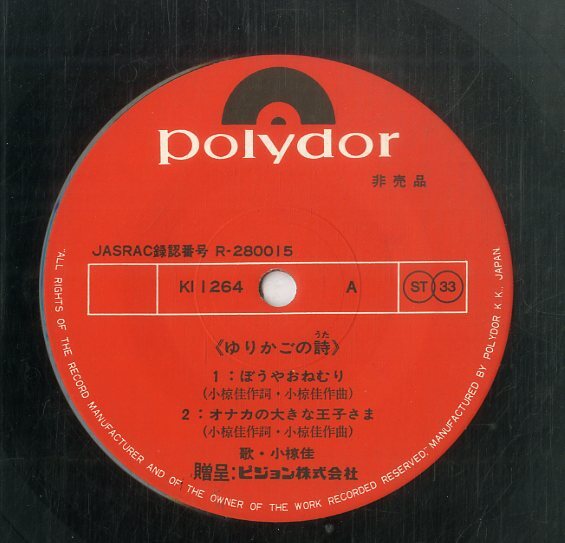 polydor
非売品
JASRAC録認番号 R-280015
KI 1264 A ST 33
うた
《ゆりかごの詩》
1：ぼうやおねむり
(小椋佳作詞・小椋佳作曲)
2：オナカの大きな王子さま
(小椋佳作詞・小椋佳作曲)
歌・小椋佳
贈呈:ピジョン株式会社
"ALL RIGHTS OF THE RECORD MANUFACTURER AND OF THE OWNER OF THE WORK RECORDED RESERVED; MANUFACTURED BY POLYDOR K.K., JAPAN.